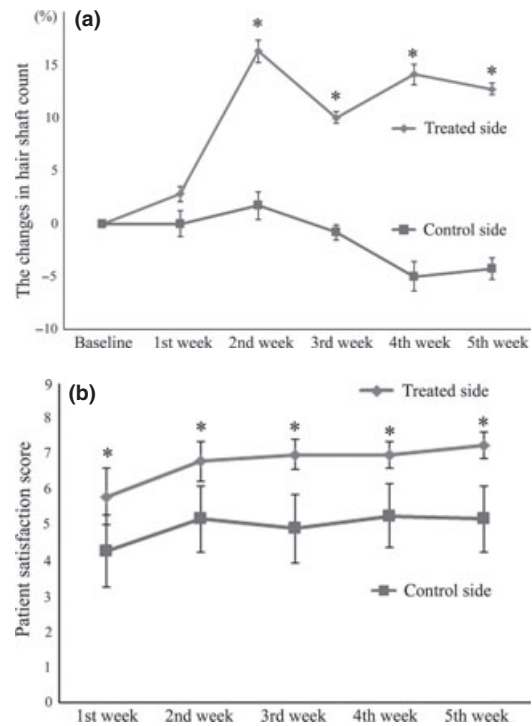 (%)
(a)
The changes in hair shaft count
15
10
5
0
−5
−10
*
*
*
*
Treated side
Control side
Baseline
1st week
2nd week
3rd week
4th week
5th week
(b)
Patient satisfaction score
9
8
7
6
5
4
3
2
1
0
Treated side
*
*
*
*
*
Control side
1st week
2nd week
3rd week
4th week
5th week